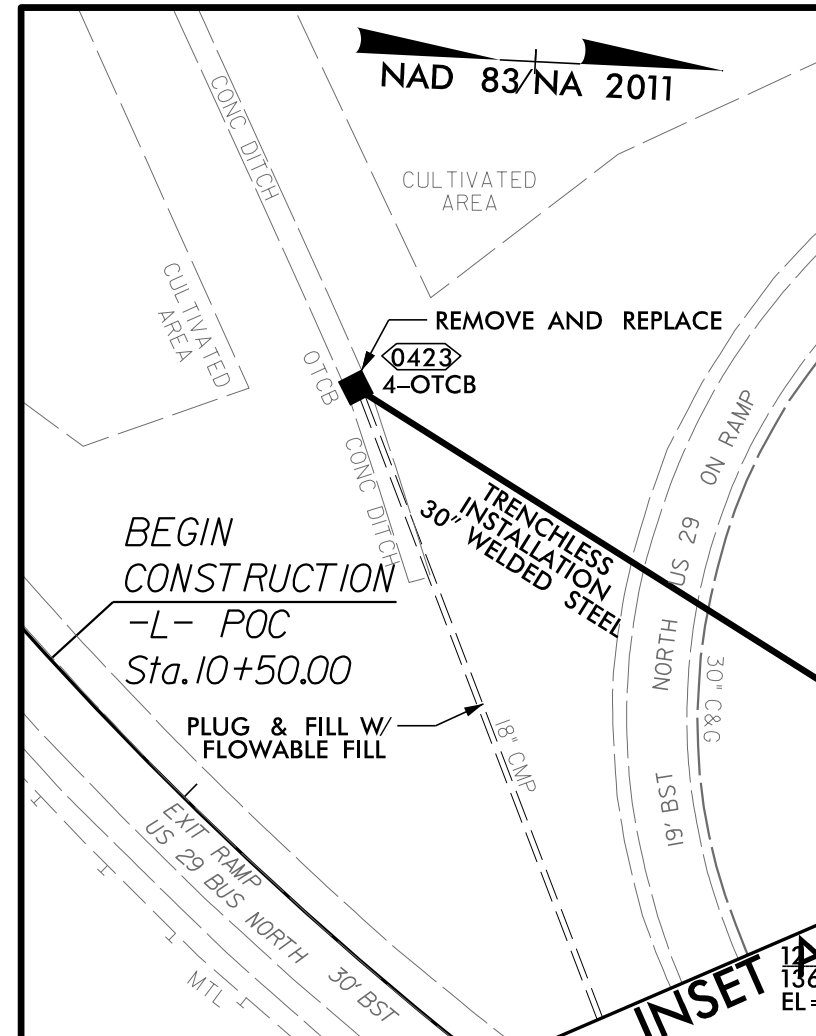 NAD 83/NA 2011
CONC DITCH
CULTIVATED
AREA
CULTIVATED
AREA
REMOVE AND REPLACE
0423
4-OTCB
OTCB
CONC DITCH
TRENCHLESS
INSTALLATION
30" WELDED STEEL
BEGIN
CONSTRUCTION
-L- POC
Sta.10+50.00
PLUG & FILL W/
FLOWABLE FILL
18" CMP
NORTH US 29 ON RAMP
30" C&G
19' BST
EXIT RAMP
US 29 BUS NORTH 30' BST
MTL
INSET
EL=